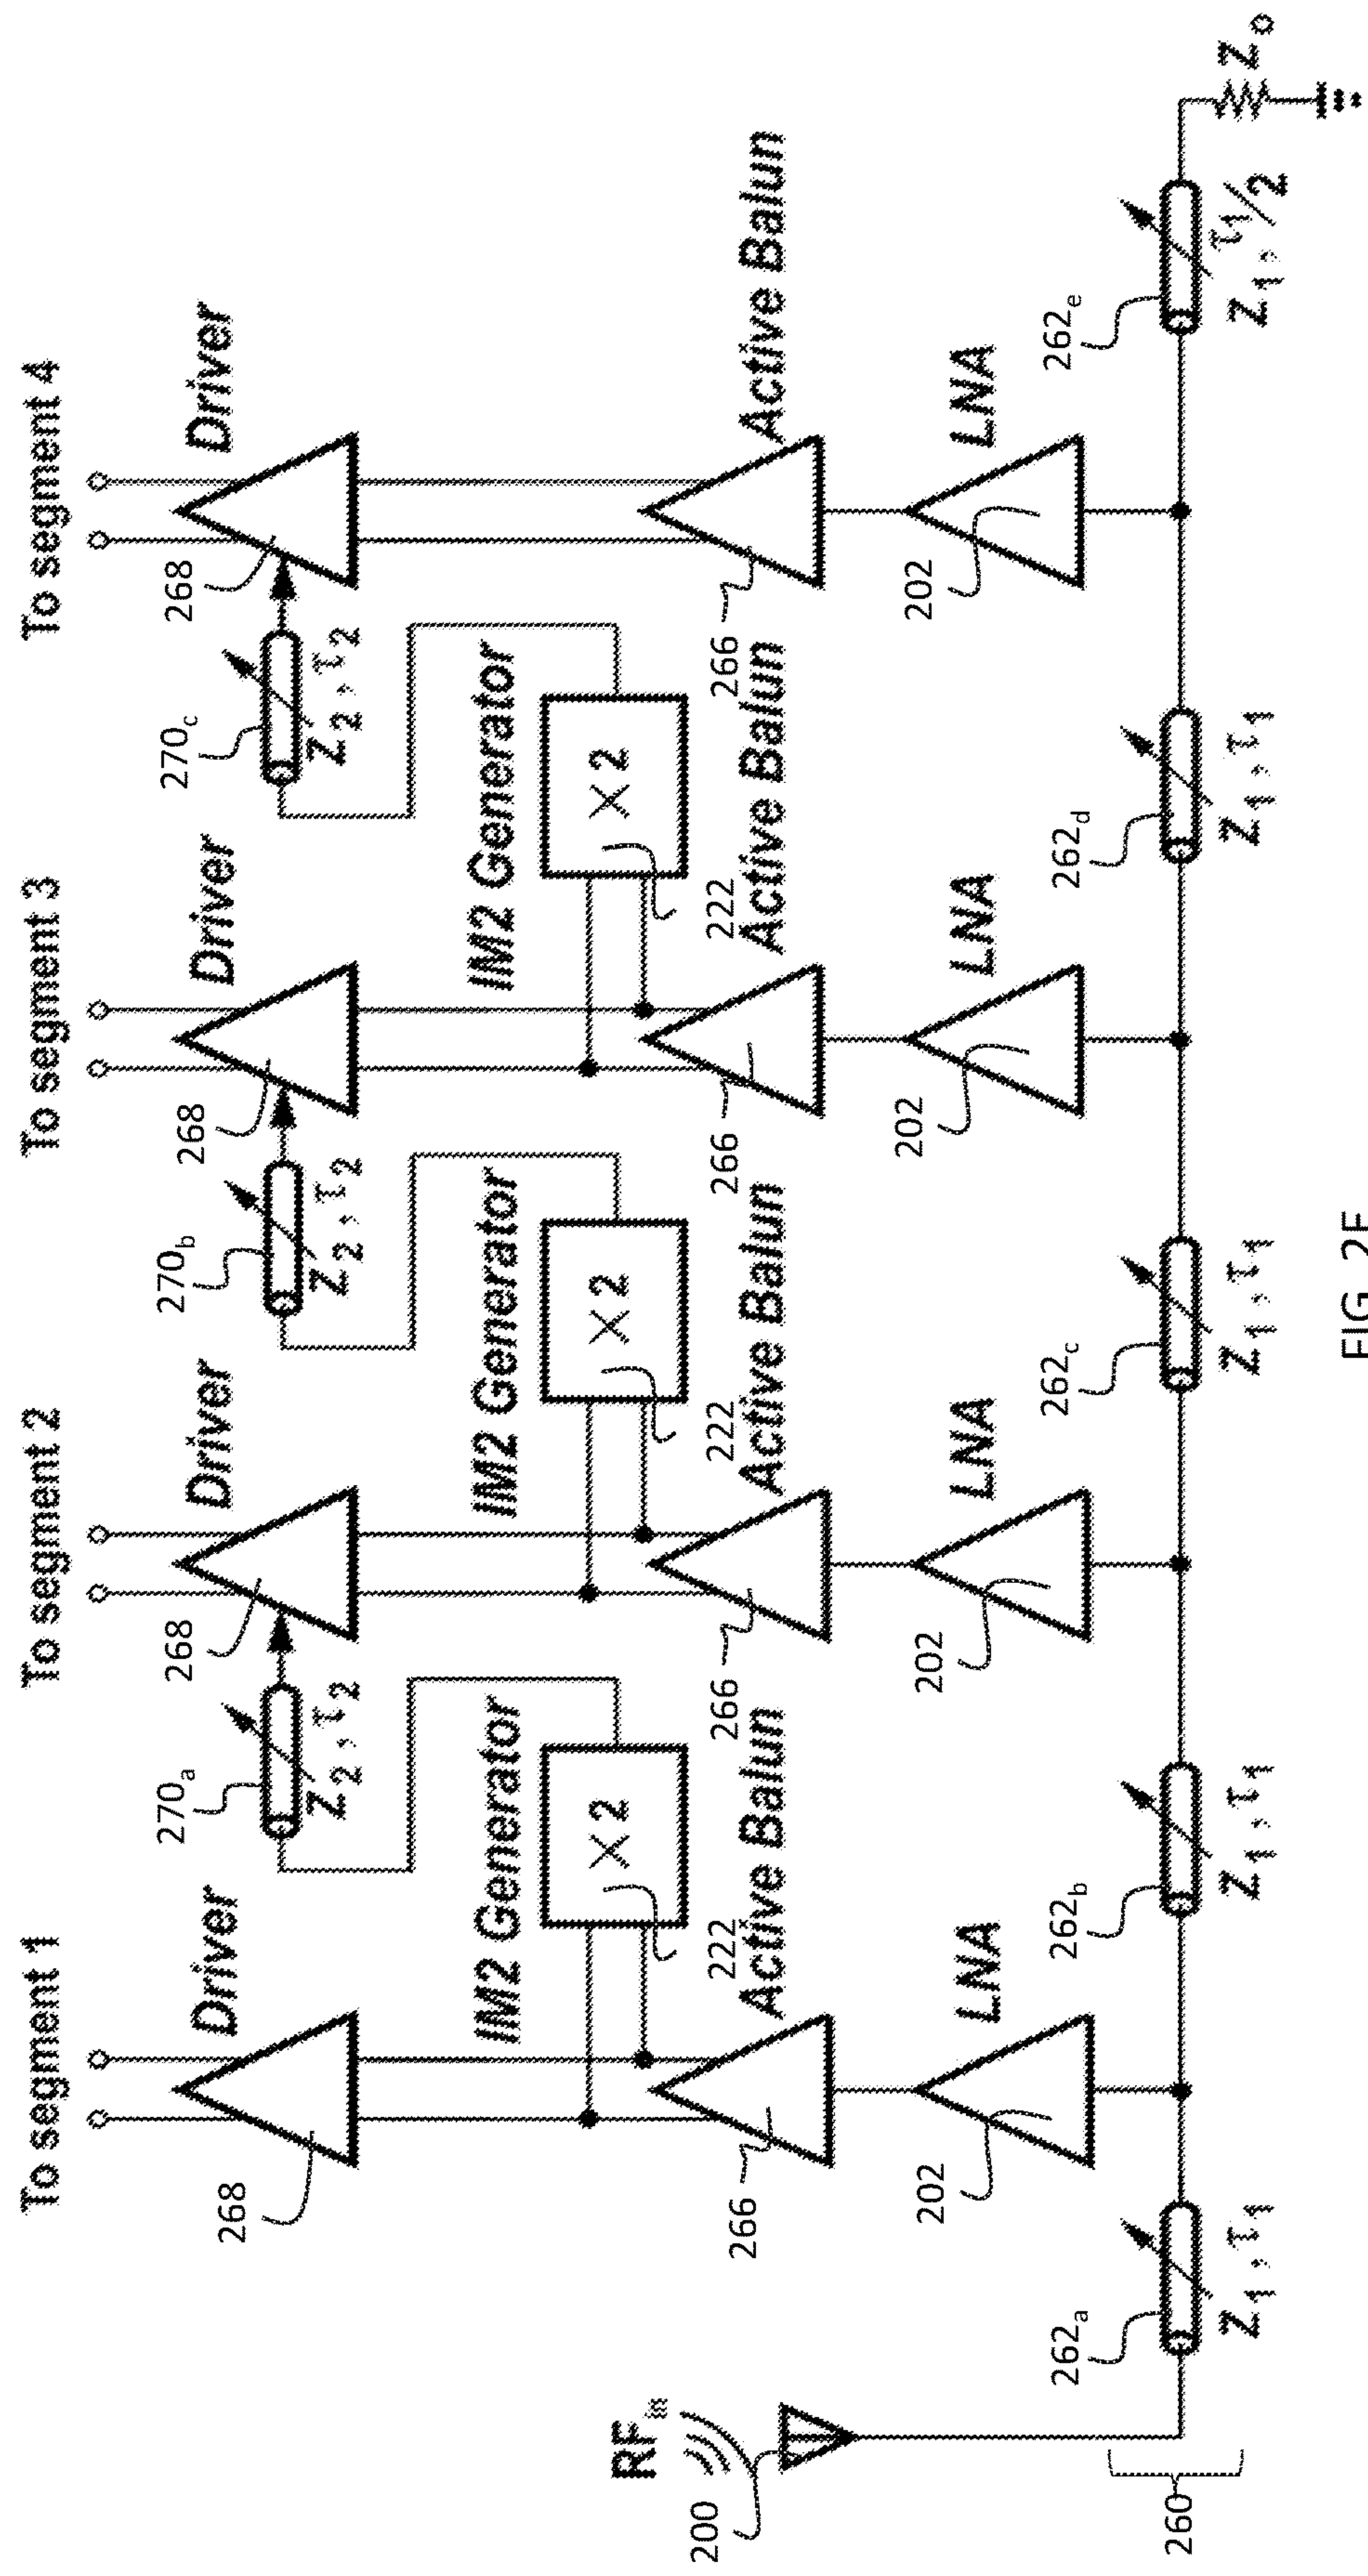 To segment 1
To segment 2
To segment 3
To segment 4
Driver
Driver
Driver
Driver
268
268
268
268
270a
270b
270c
Z2, τ2
Z2, τ2
Z2, τ2
IM2 Generator
IM2 Generator
IM2 Generator
X 2
X 2
X 2
222
222
222
Active Balun
Active Balun
Active Balun
Active Balun
266
266
266
266
LNA
LNA
LNA
LNA
202
202
202
202
RFin
200
260
262a
262b
262c
262d
262e
Z1, τ1
Z1, τ1
Z1, τ1
Z1, τ1
Z1, τ1/2
Zo